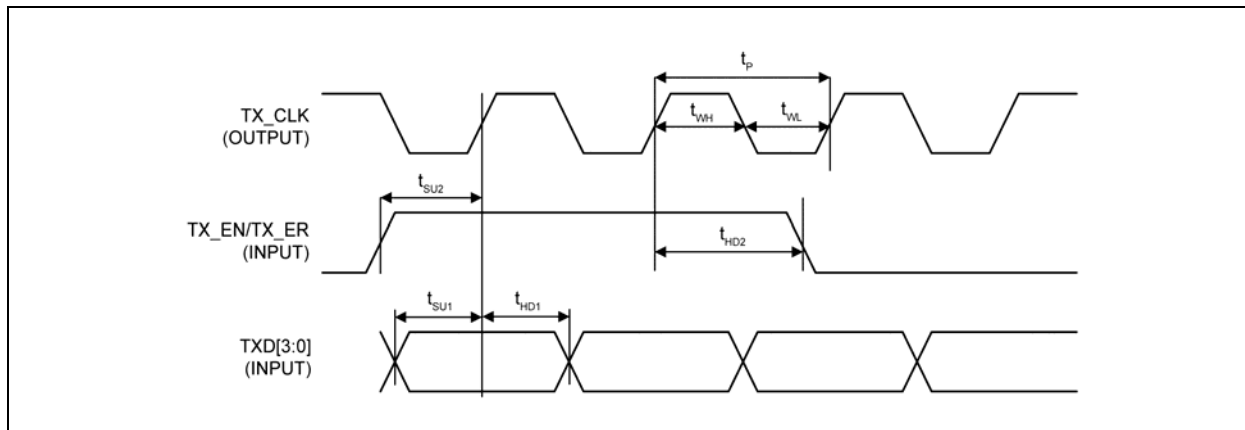 t_P
TX_CLK
(OUTPUT)
t_WH
t_WL
t_SU2
TX_EN/TX_ER
(INPUT)
t_HD2
t_SU1
t_HD1
TXD[3:0]
(INPUT)